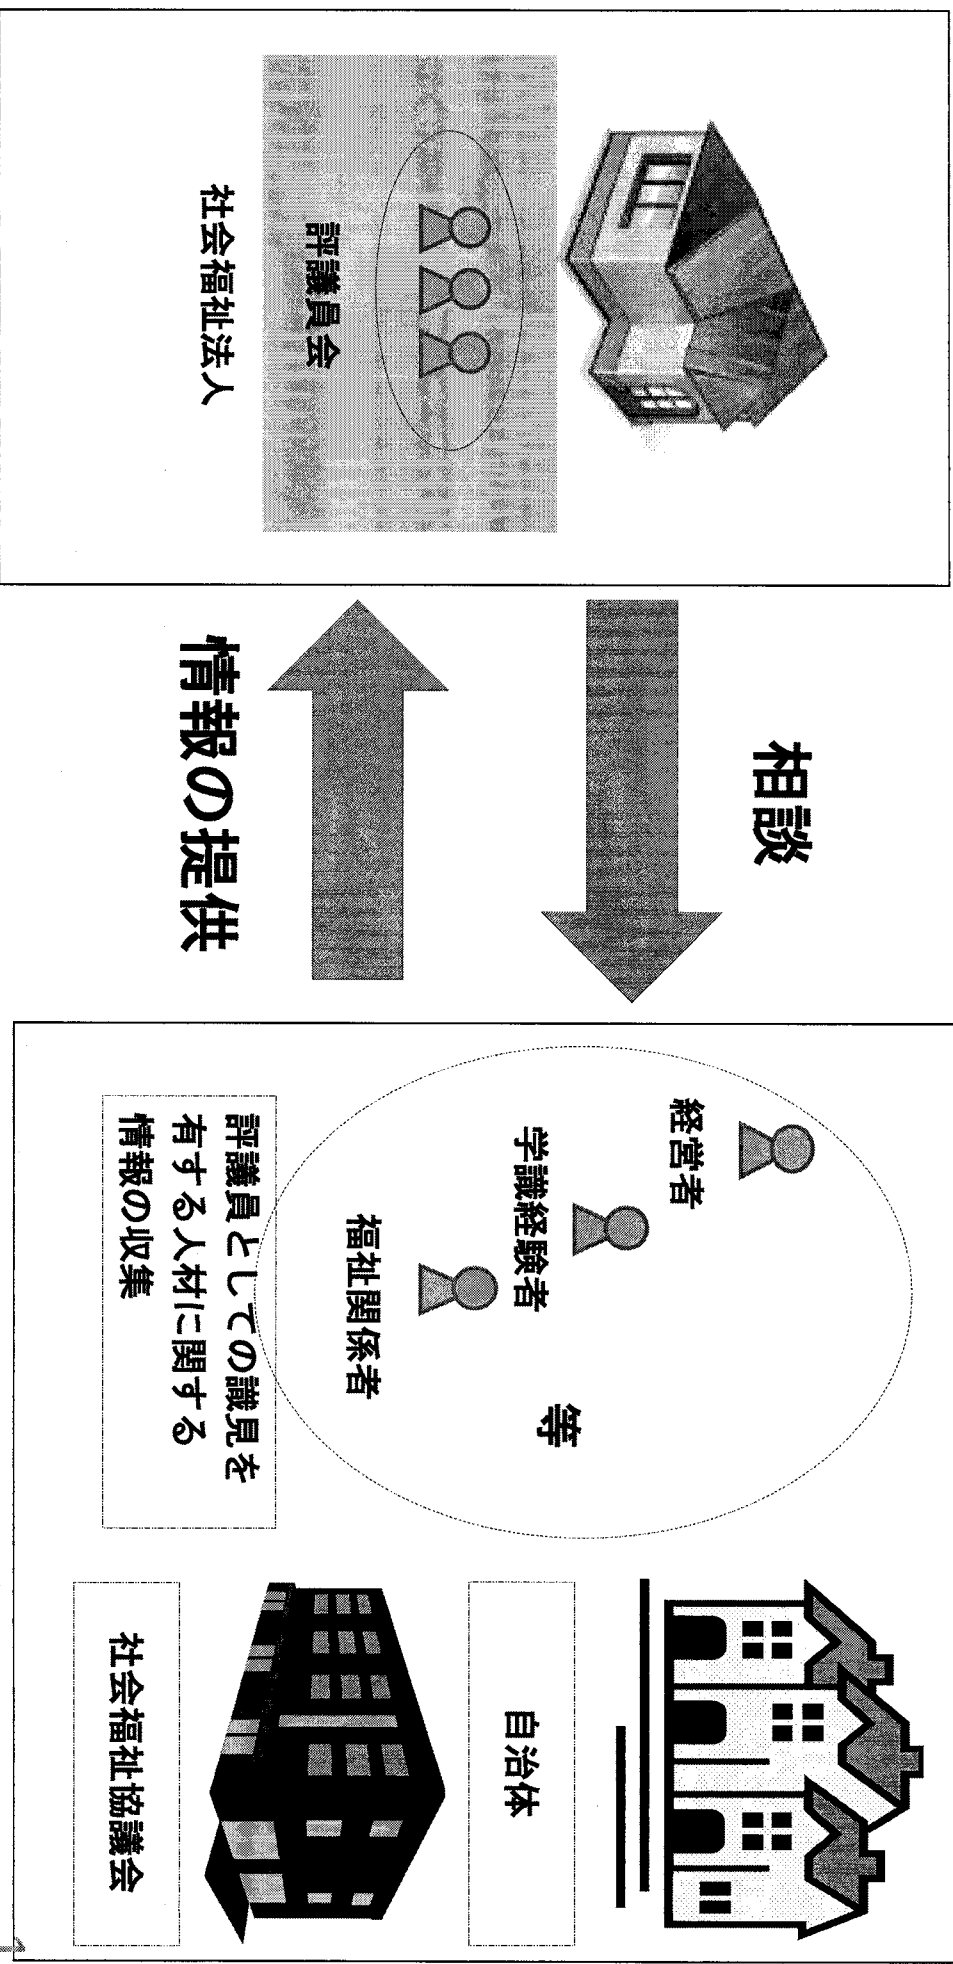 評議員会
社会福祉法人
相談
情報の提供
経営者
学識経験者
福祉関係者
等
評議員としての識見を
有する人材に関する
情報の収集
自治体
社会福祉協議会